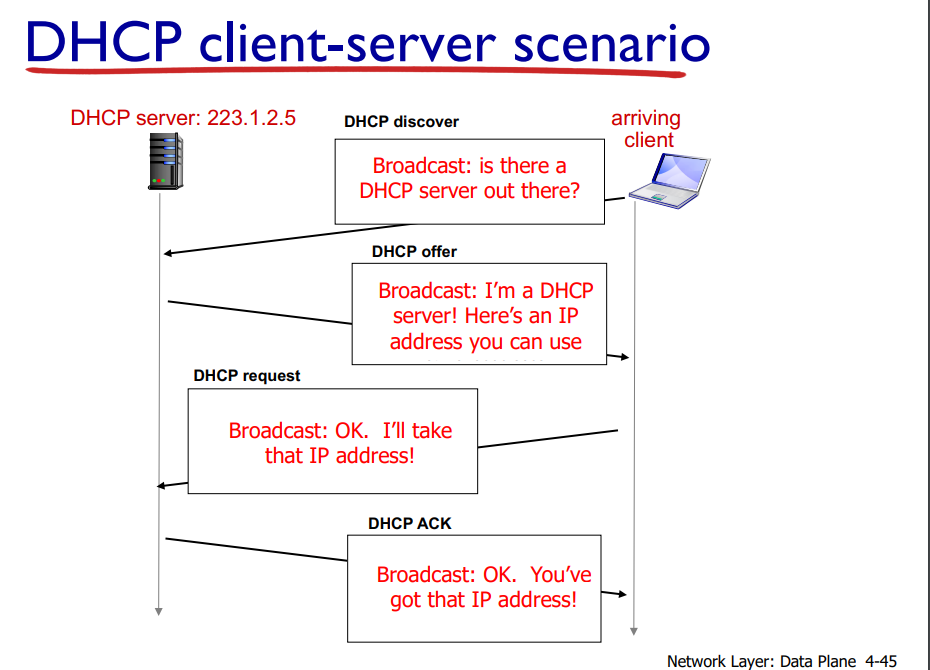 DHCP client-server scenario
DHCP server: 223.1.2.5
DHCP discover
arriving
client
Broadcast: is there a
DHCP server out there?
DHCP offer
Broadcast: I'm a DHCP
server! Here's an IP
address you can use
DHCP request
Broadcast: OK. I'll take
that IP address!
DHCP ACK
Broadcast: OK. You've
got that IP address!
Network Layer: Data Plane 4-45